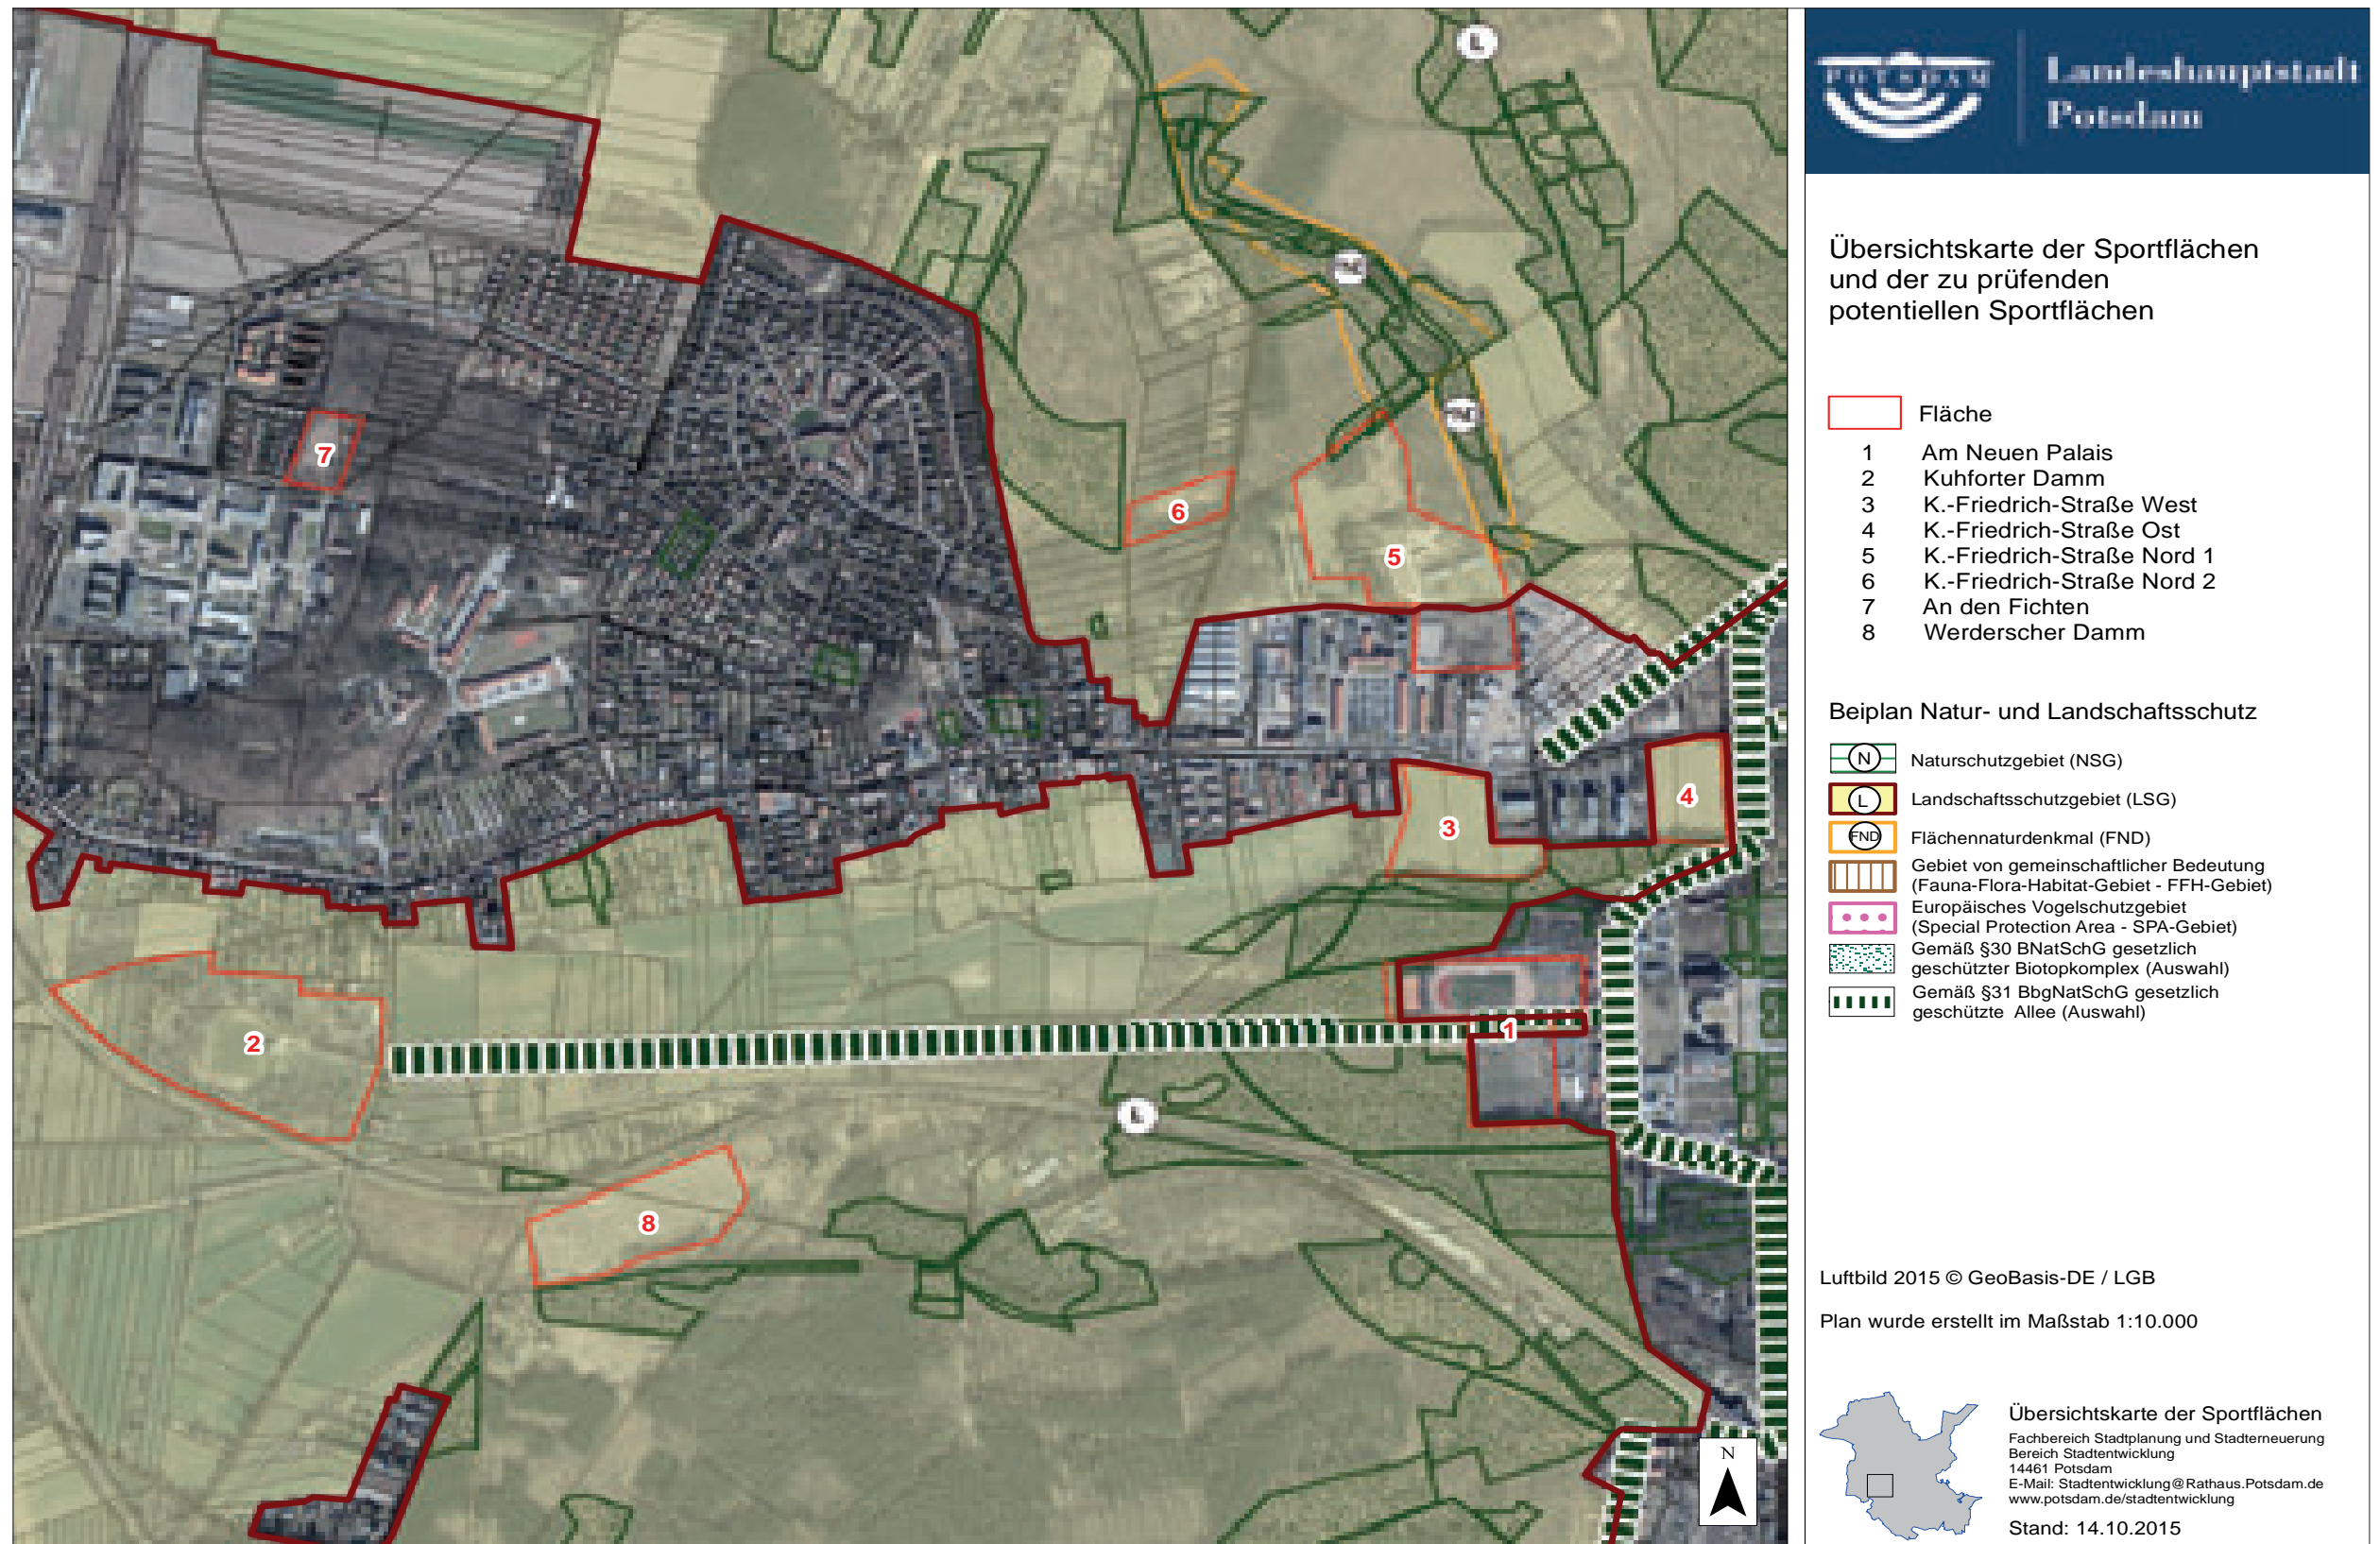 POTSDAM
Landeshauptstadt
Potsdam
Übersichtskarte der Sportflächen
und der zu prüfenden
potentiellen Sportflächen
Fläche
1 Am Neuen Palais
2 Kuhforter Damm
3 K.-Friedrich-Straße West
4 K.-Friedrich-Straße Ost
5 K.-Friedrich-Straße Nord 1
6 K.-Friedrich-Straße Nord 2
7 An den Fichten
8 Werderscher Damm
Beiplan Natur- und Landschaftsschutz
N Naturschutzgebiet (NSG)
L Landschaftsschutzgebiet (LSG)
FND Flächennaturdenkmal (FND)
Gebiet von gemeinschaftlicher Bedeutung
(Fauna-Flora-Habitat-Gebiet - FFH-Gebiet)
Europäisches Vogelschutzgebiet
(Special Protection Area - SPA-Gebiet)
Gemäß §30 BNatSchG gesetzlich
geschützter Biotopkomplex (Auswahl)
Gemäß §31 BbgNatSchG gesetzlich
geschützte Allee (Auswahl)
Luftbild 2015 © GeoBasis-DE / LGB
Plan wurde erstellt im Maßstab 1:10.000
Übersichtskarte der Sportflächen
Fachbereich Stadtplanung und Stadterneuerung
Bereich Stadtentwicklung
14461 Potsdam
E-Mail: Stadtentwicklung@Rathaus.Potsdam.de
www.potsdam.de/stadtentwicklung
Stand: 14.10.2015
L
7
6
5
4
3
2
1
L
8
N